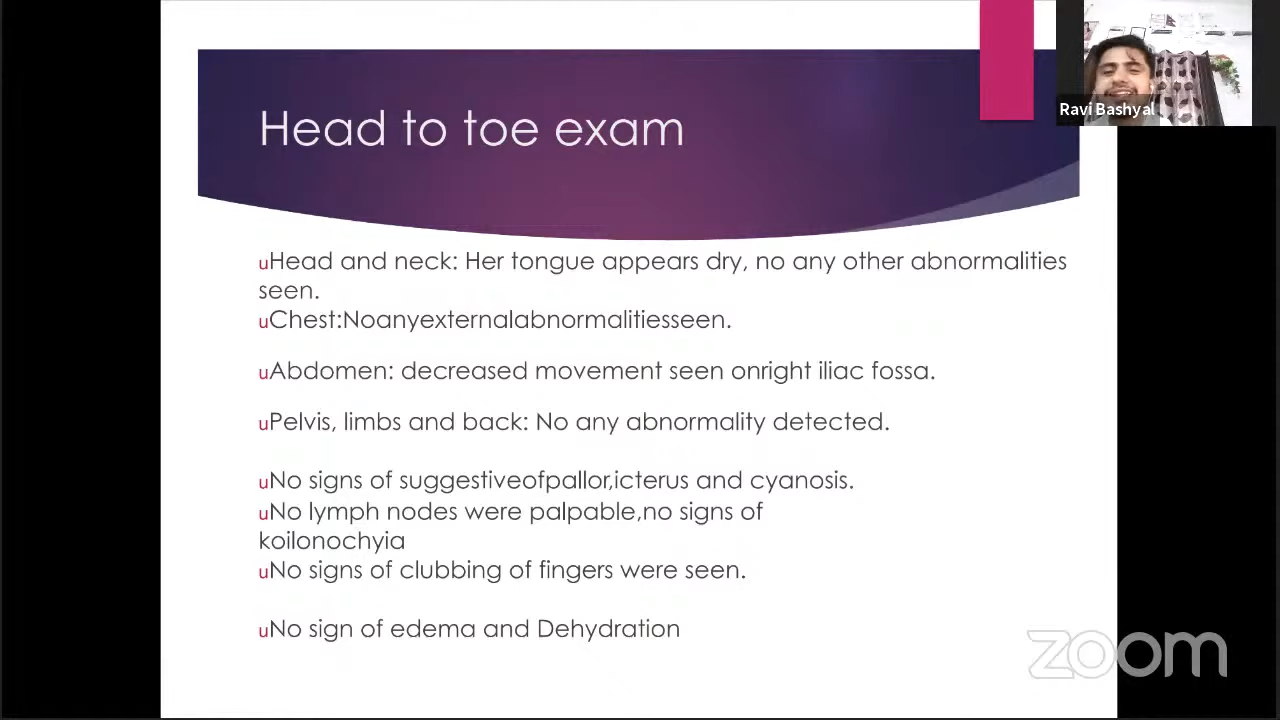 Head to toe exam
Ravi Bashyal
uHead and neck: Her tongue appears dry, no any other abnormalities
seen.
uChest:Noanyexternalabnormalitiesseen.
uAbdomen: decreased movement seen onright iliac fossa.
uPelvis, limbs and back: No any abnormality detected.
uNo signs of suggestiveofpallor,icterus and cyanosis.
uNo lymph nodes were palpable,no signs of
koilonochyia
uNo signs of clubbing of fingers were seen.
uNo sign of edema and Dehydration
zoom